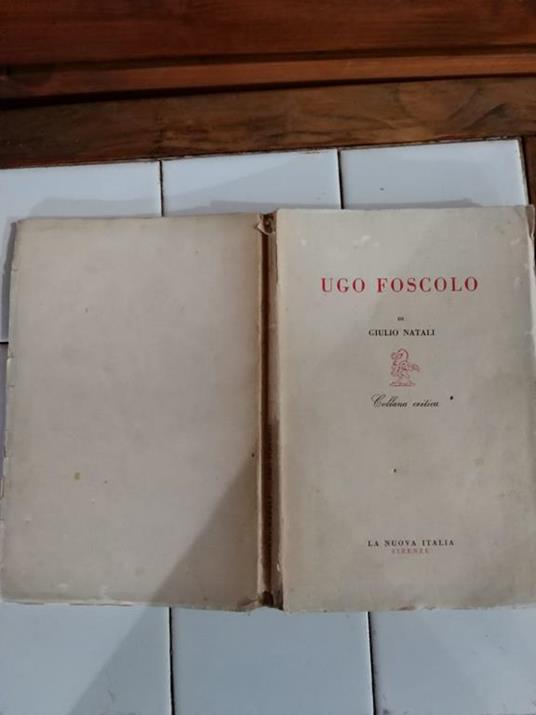 UGO FOSCOLO
DI
GIULIO NATALI
Collana critica
LA NUOVA ITALIA
FIRENZE